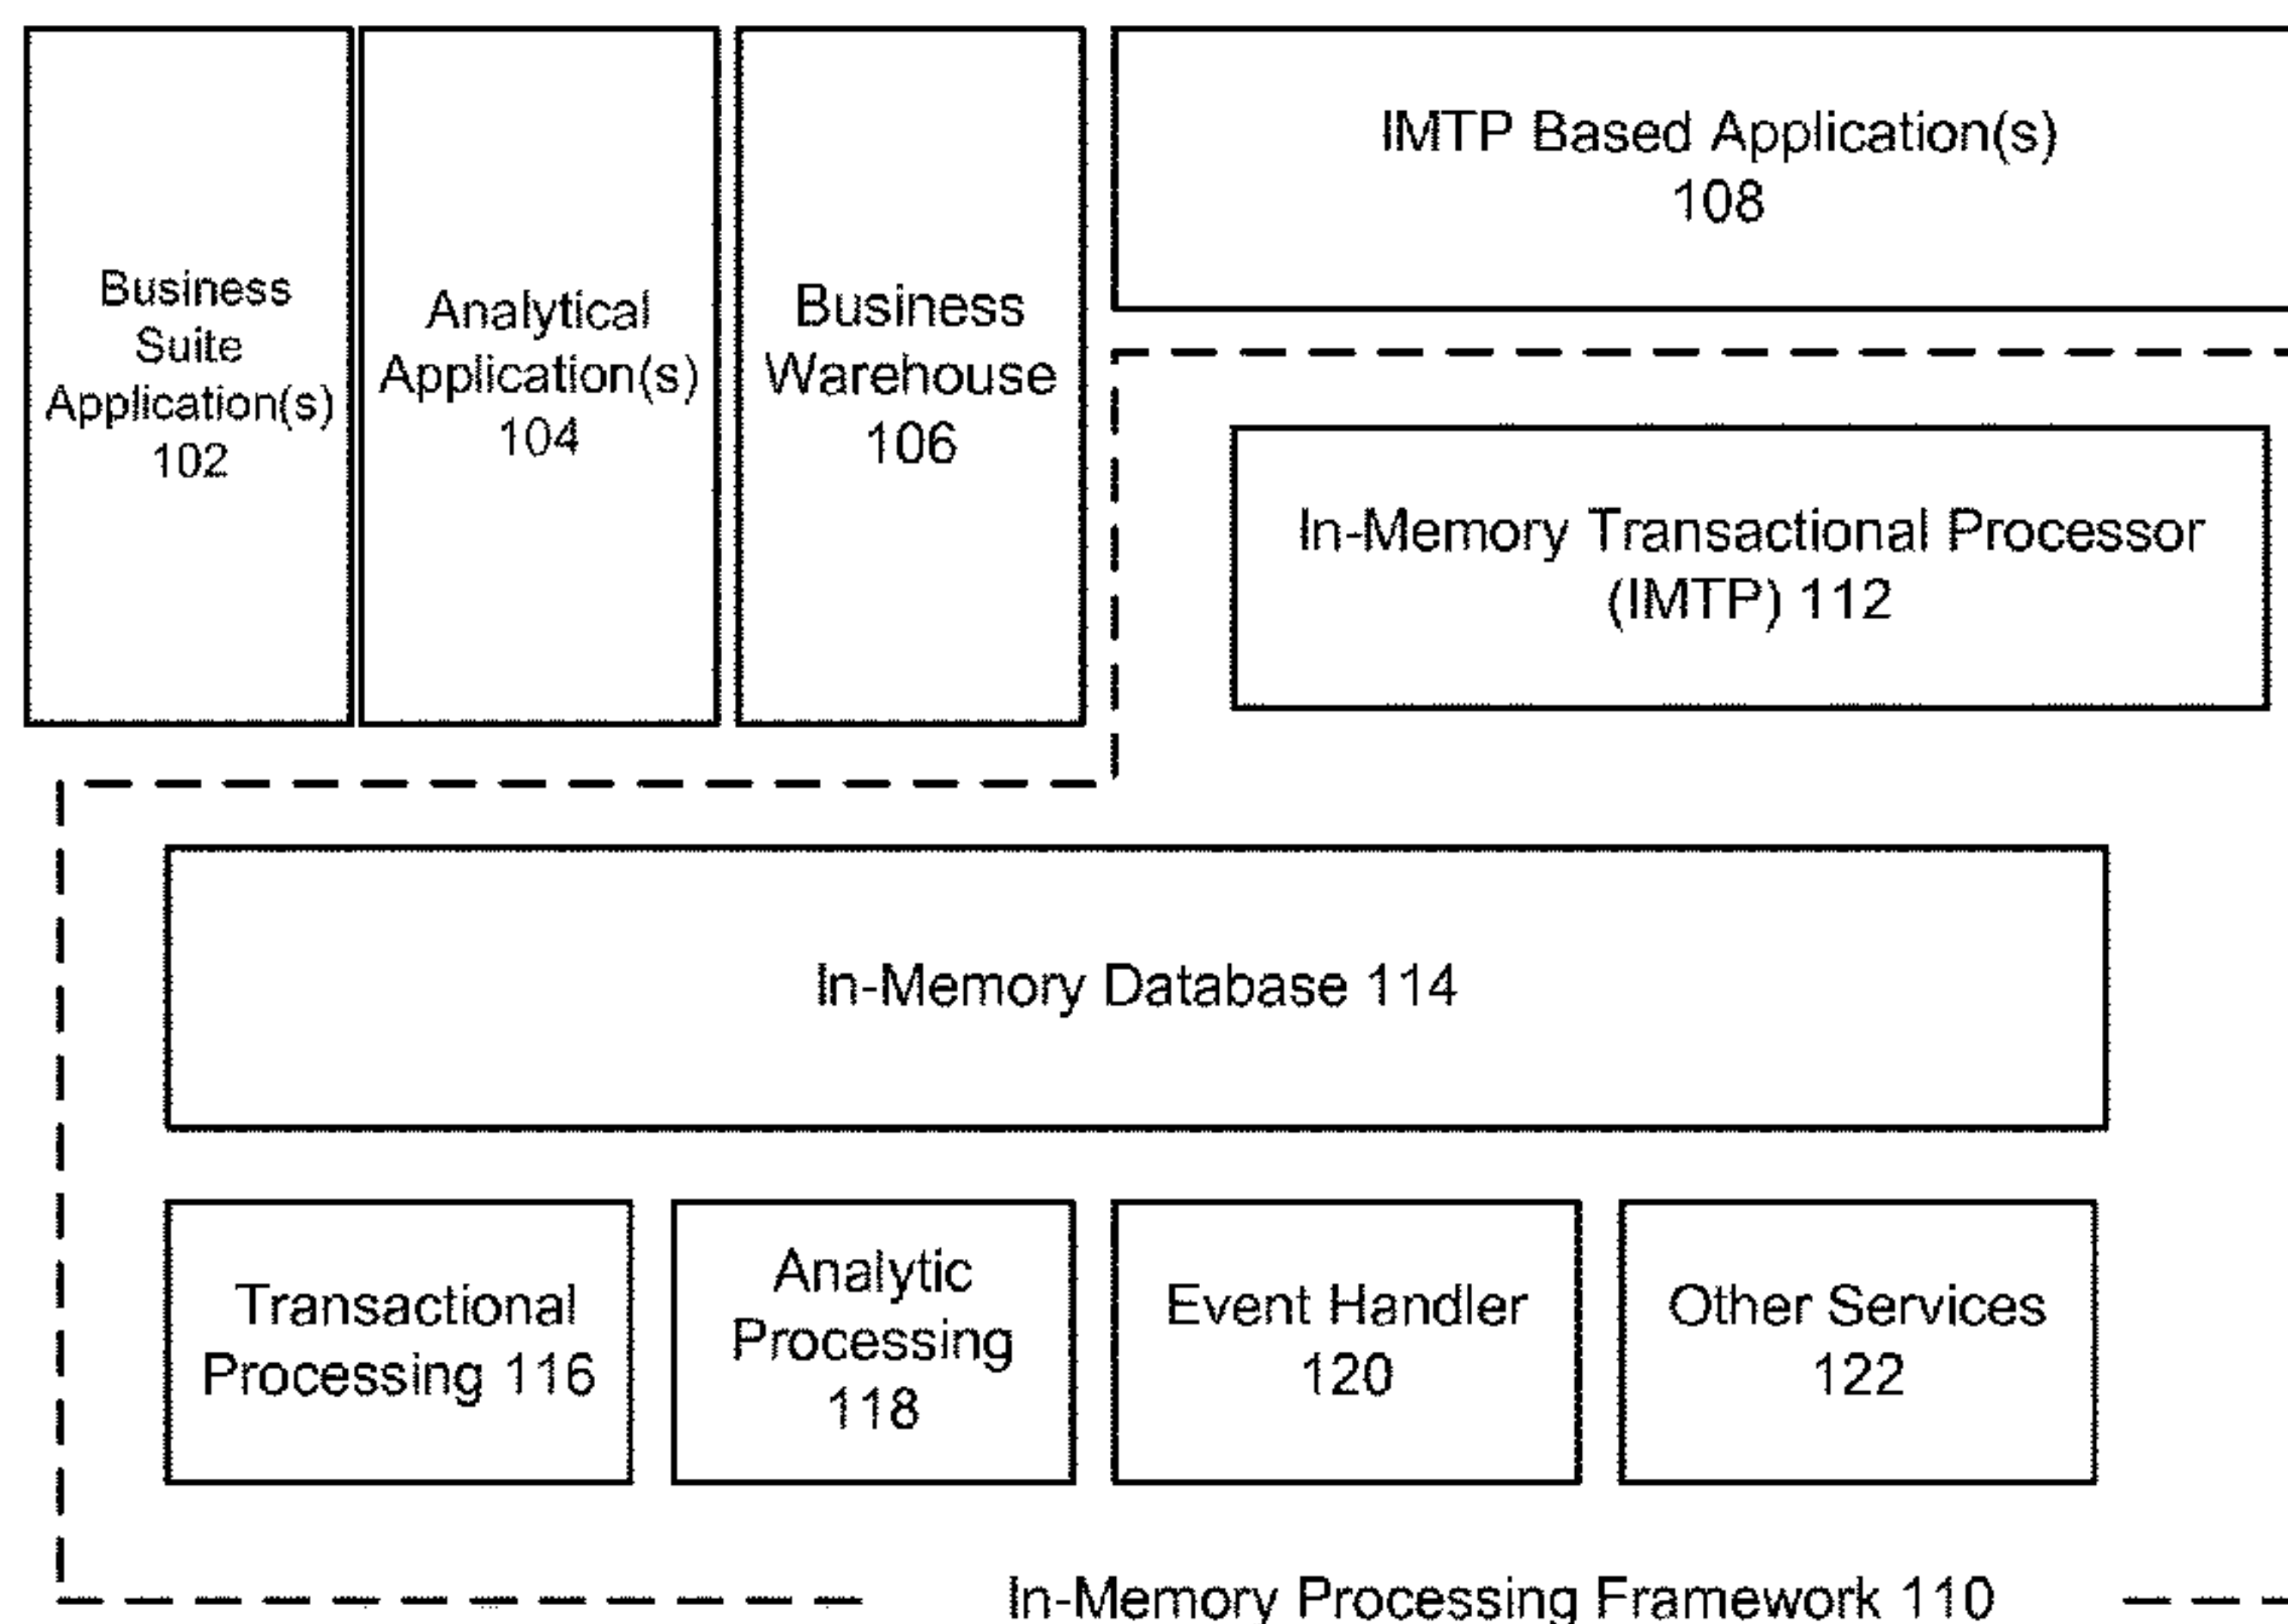 Business
Suite
Application(s)
102
Analytical
Application(s)
104
Business
Warehouse
106
IMTP Based Application(s)
108
In-Memory Transactional Processor
(IMTP) 112
In-Memory Database 114
Transactional
Processing 116
Analytic
Processing
118
Event Handler
120
Other Services
122
In-Memory Processing Framework 110